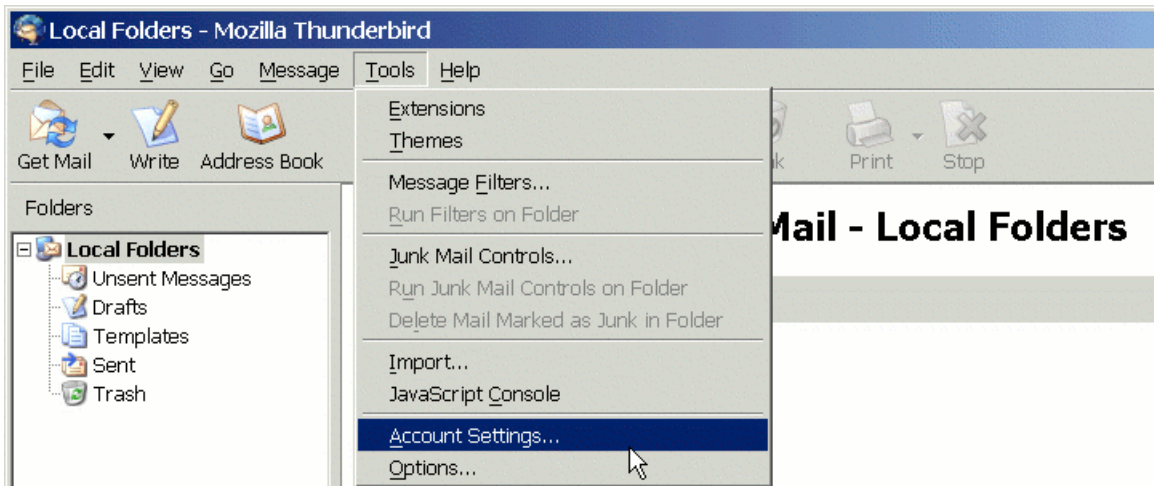 Local Folders - Mozilla Thunderbird
File Edit View Go Message Tools Help
Get Mail Write Address Book Print Stop
Extensions
Themes
Message Filters...
Run Filters on Folder
Junk Mail Controls...
Run Junk Mail Controls on Folder
Delete Mail Marked as Junk in Folder
Import...
JavaScript Console
Account Settings...
Options...
Folders
Local Folders
Unsent Messages
Drafts
Templates
Sent
Trash
Mail - Local Folders